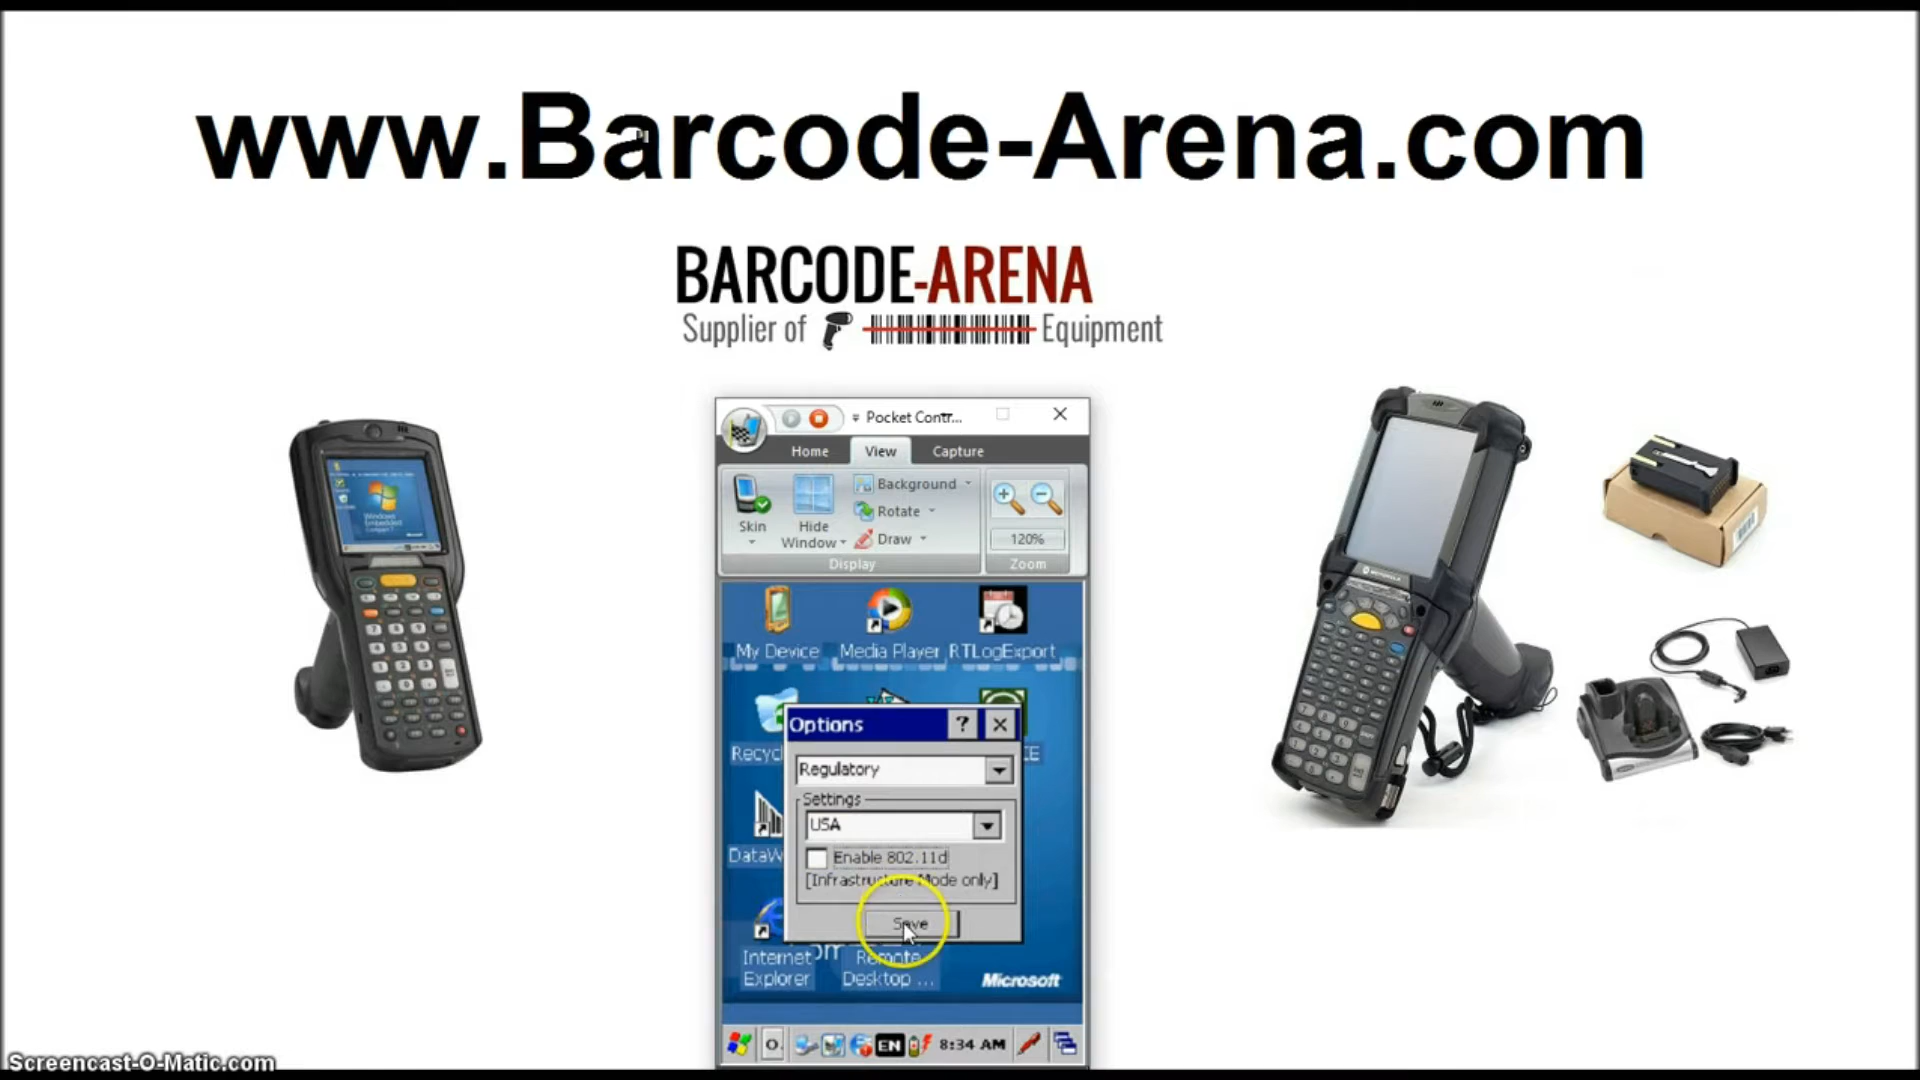 www.Barcode-Arena.com
BARCODE-ARENA
Supplier of Equipment
Pocket Contr...
Home View Capture
Skin
Hide Window
Background
Rotate
Draw
120%
Display Zoom
My Device Media Player RTLogExport
Options ?
Recyc
Regulatory
Settings
USA
DataW
Enable 802.11d
[Infrastructure Mode only]
Save
Internet Explorer
Remote Desktop ...
Microsoft
O. EN 8:34 AM
Screencast-O-Matic.com